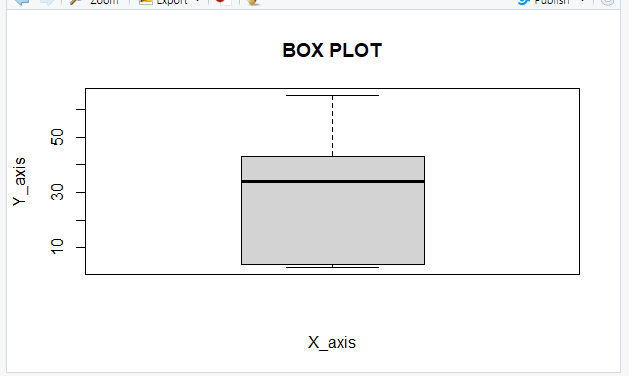 Zoom Export Publish
BOX PLOT
Y_axis
50
30
10
X_axis